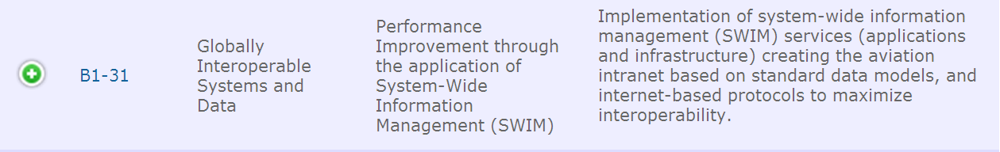 B1-31
Globally
Interoperable
Systems and
Data
Performance
Improvement through
the application of
System-Wide
Information
Management (SWIM)
Implementation of system-wide information
management (SWIM) services (applications
and infrastructure) creating the aviation
intranet based on standard data models, and
internet-based protocols to maximize
interoperability.